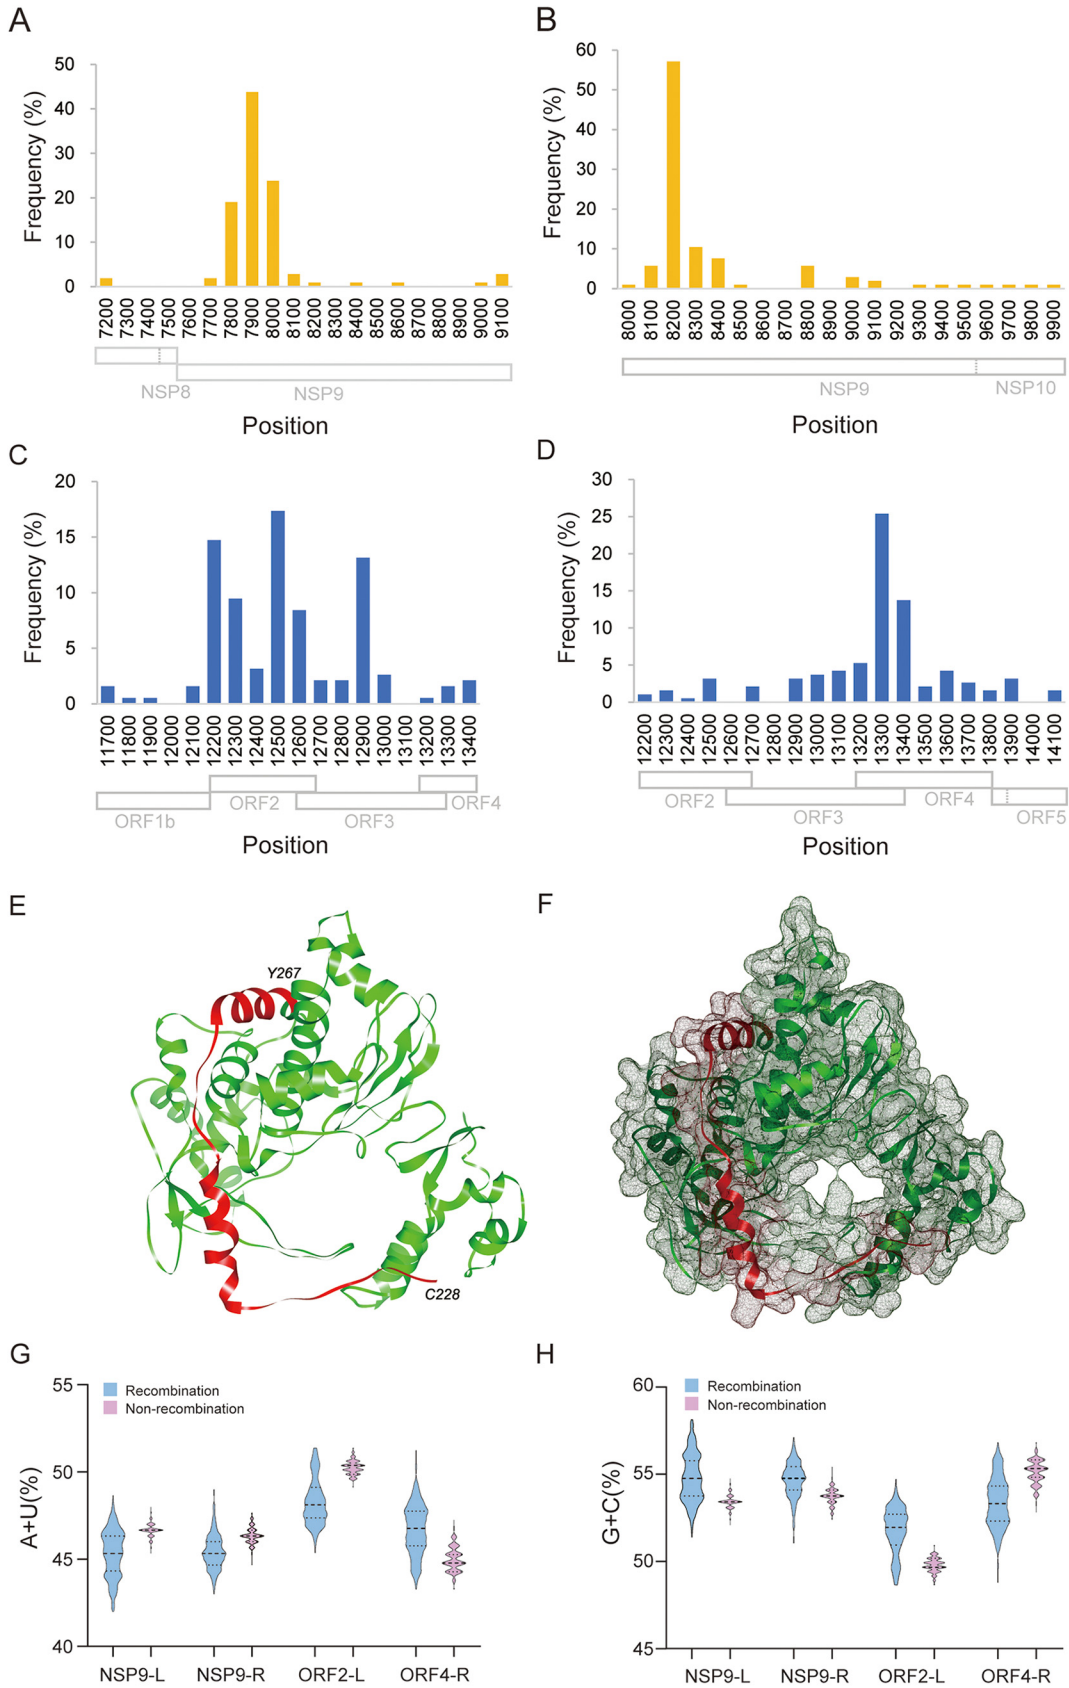 A
Frequency (%)
50
40
30
20
10
0
7200 7300 7400 7500 7600 7700 7800 7900 8000 8100 8200 8300 8400 8500 8600 8700 8800 8900 9000 9100
NSP8 NSP9
Position
B
Frequency (%)
60
50
40
30
20
10
0
8000 8100 8200 8300 8400 8500 8600 8700 8800 8900 9000 9100 9200 9300 9400 9500 9600 9700 9800 9900
NSP9 NSP10
Position
C
Frequency (%)
20
15
10
5
0
11700 11800 11900 12000 12100 12200 12300 12400 12500 12600 12700 12800 12900 13000 13100 13200 13300 13400
ORF2 ORF4
ORF1b ORF3
Position
D
Frequency (%)
30
25
20
15
10
5
0
12200 12300 12400 12500 12600 12700 12800 12900 13000 13100 13200 13300 13400 13500 13600 13700 13800 13900 14000 14100
ORF2 ORF4
ORF3 ORF5
Position
E
Y267
C228
F
G
A+U(%)
55
50
45
40
Recombination
Non-recombination
NSP9-L NSP9-R ORF2-L ORF4-R
H
G+C(%)
60
55
50
45
Recombination
Non-recombination
NSP9-L NSP9-R ORF2-L ORF4-R